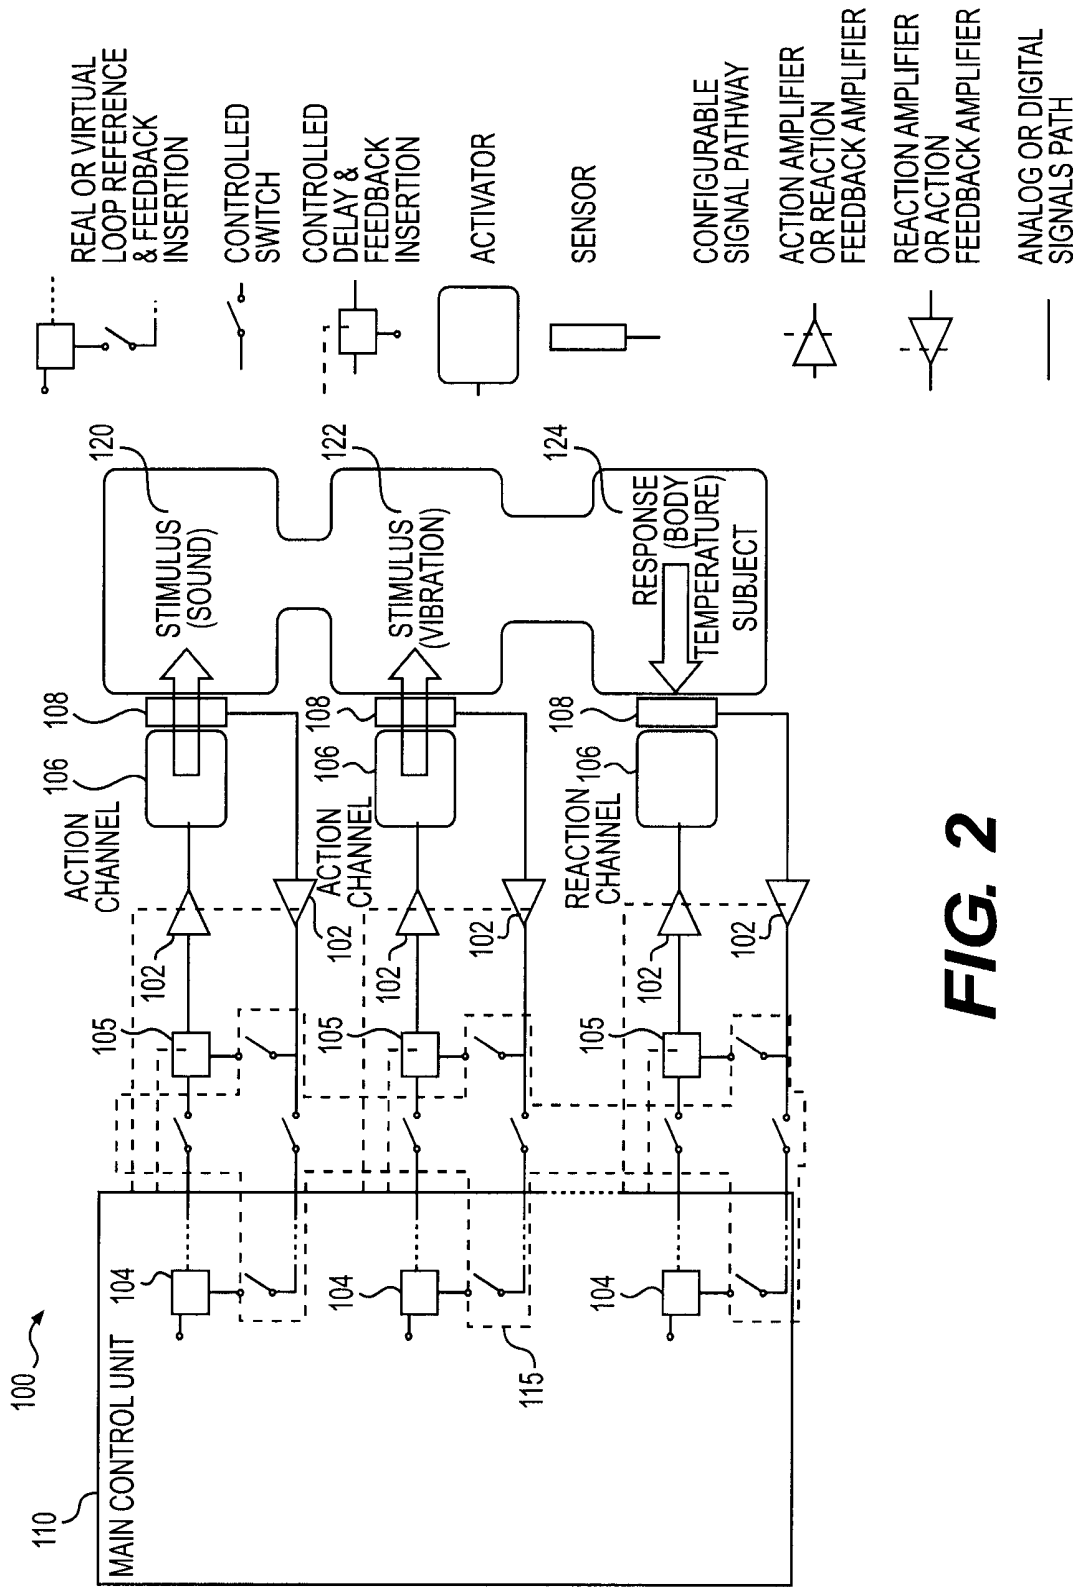 100
110
MAIN CONTROL UNIT
104
104
104
115
105
105
105
102
102
102
102
102
102
ACTION
CHANNEL
ACTION
CHANNEL
REACTION
CHANNEL
106
106
106
108
108
108
STIMULUS
(SOUND)
120
STIMULUS
(VIBRATION)
122
RESPONSE
(BODY
TEMPERATURE)
SUBJECT
124
REAL OR VIRTUAL
LOOP REFERENCE
& FEEDBACK
INSERTION
CONTROLLED
SWITCH
CONTROLLED
DELAY &
FEEDBACK
INSERTION
ACTIVATOR
SENSOR
CONFIGURABLE
SIGNAL PATHWAY
ACTION AMPLIFIER
OR REACTION
FEEDBACK AMPLIFIER
REACTION AMPLIFIER
OR ACTION
FEEDBACK AMPLIFIER
ANALOG OR DIGITAL
SIGNALS PATH
FIG. 2